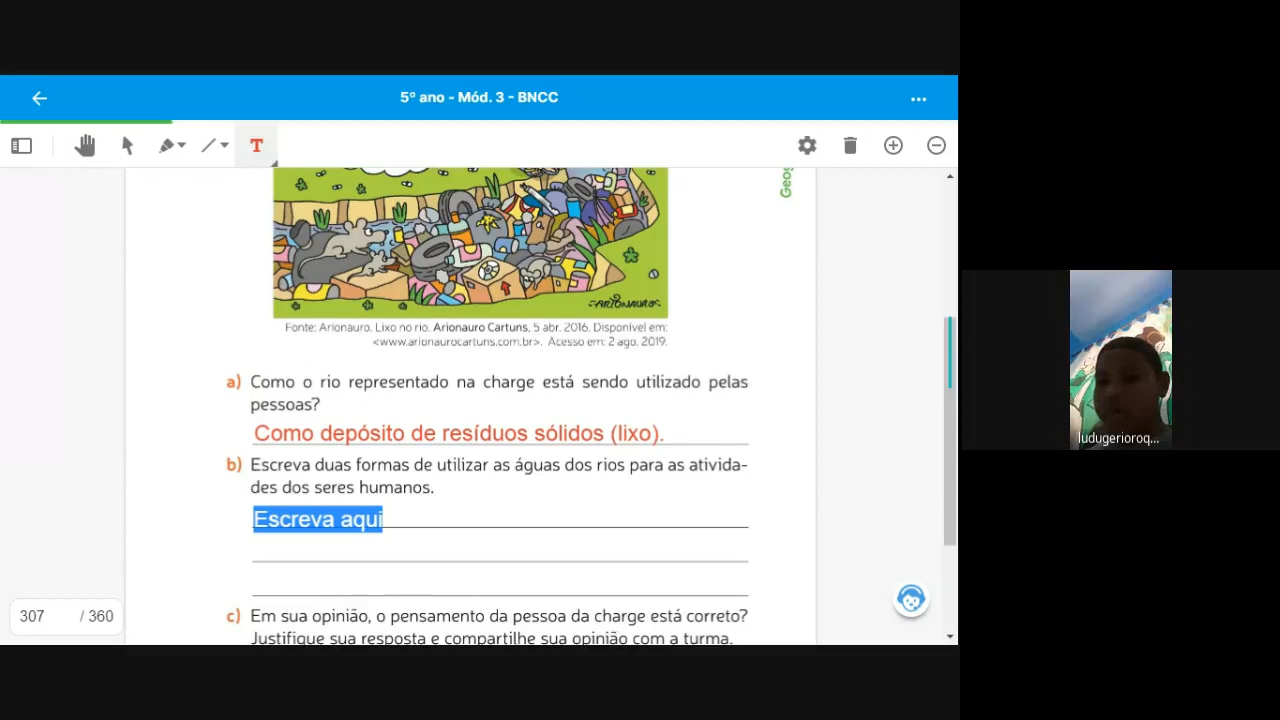 5º ano - Mód. 3 - BNCC
T
Geog
ARIONAURO
Fonte: Arionauro. Lixo no rio. Arionauro Cartuns, 5 abr. 2016. Disponível em:
<www.arionaurocartuns.com.br>. Acesso em: 2 ago. 2019.
a) Como o rio representado na charge está sendo utilizado pelas
pessoas?
Como depósito de resíduos sólidos (lixo).
b) Escreva duas formas de utilizar as águas dos rios para as ativida-
des dos seres humanos.
Escreva aqui
307 / 360
c) Em sua opinião, o pensamento da pessoa da charge está correto?
Justifique sua resposta e compartilhe sua opinião com a turma.
ludugerioroq...